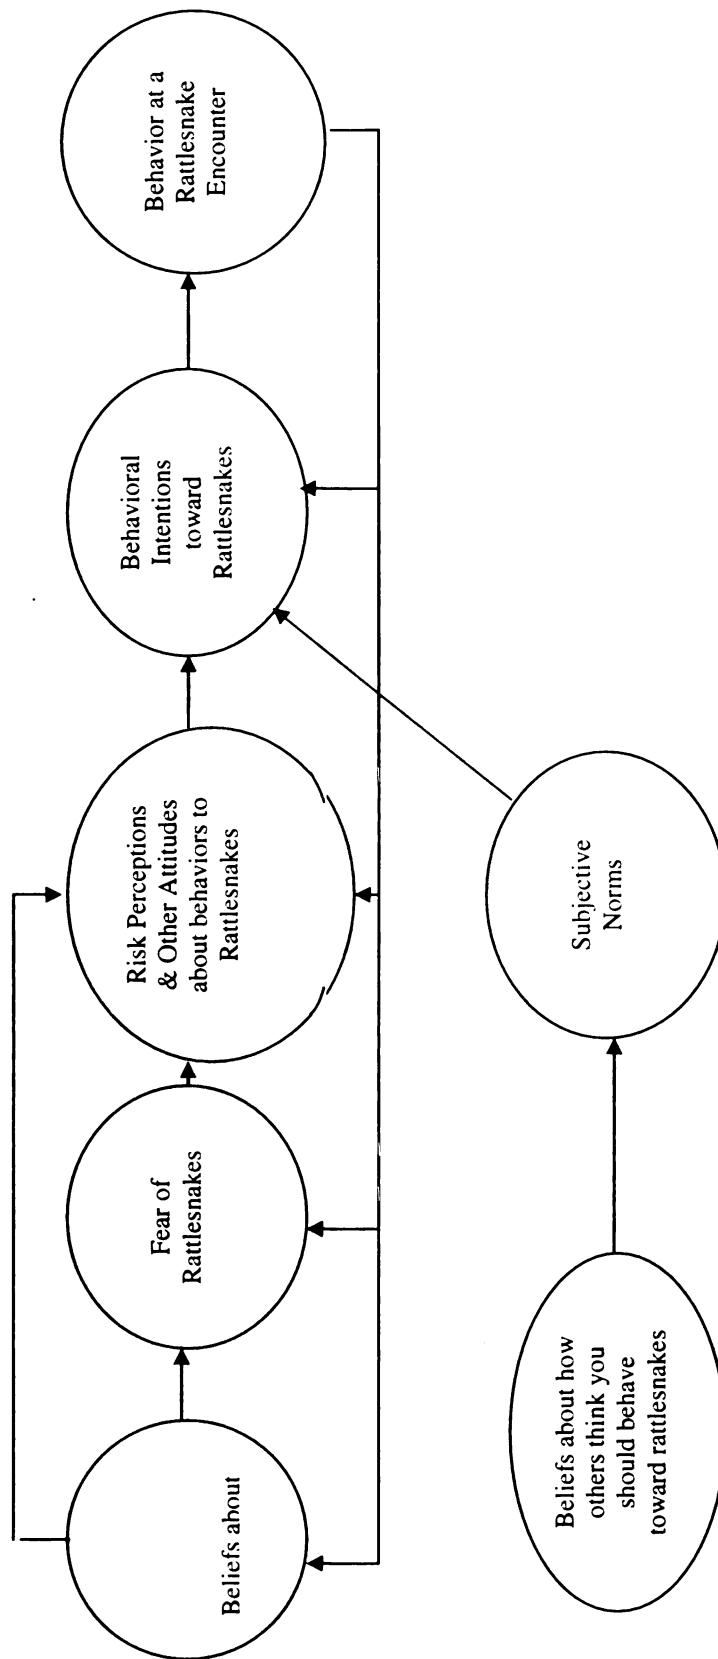 Beliefs about
Fear of
Rattlesnakes
Risk Perceptions
& Other Attitudes
about behaviors to
Rattlesnakes
Behavioral
Intentions
toward
Rattlesnakes
Behavior at a
Rattlesnake
Encounter
Beliefs about how
others think you
should behave
toward rattlesnakes
Subjective
Norms